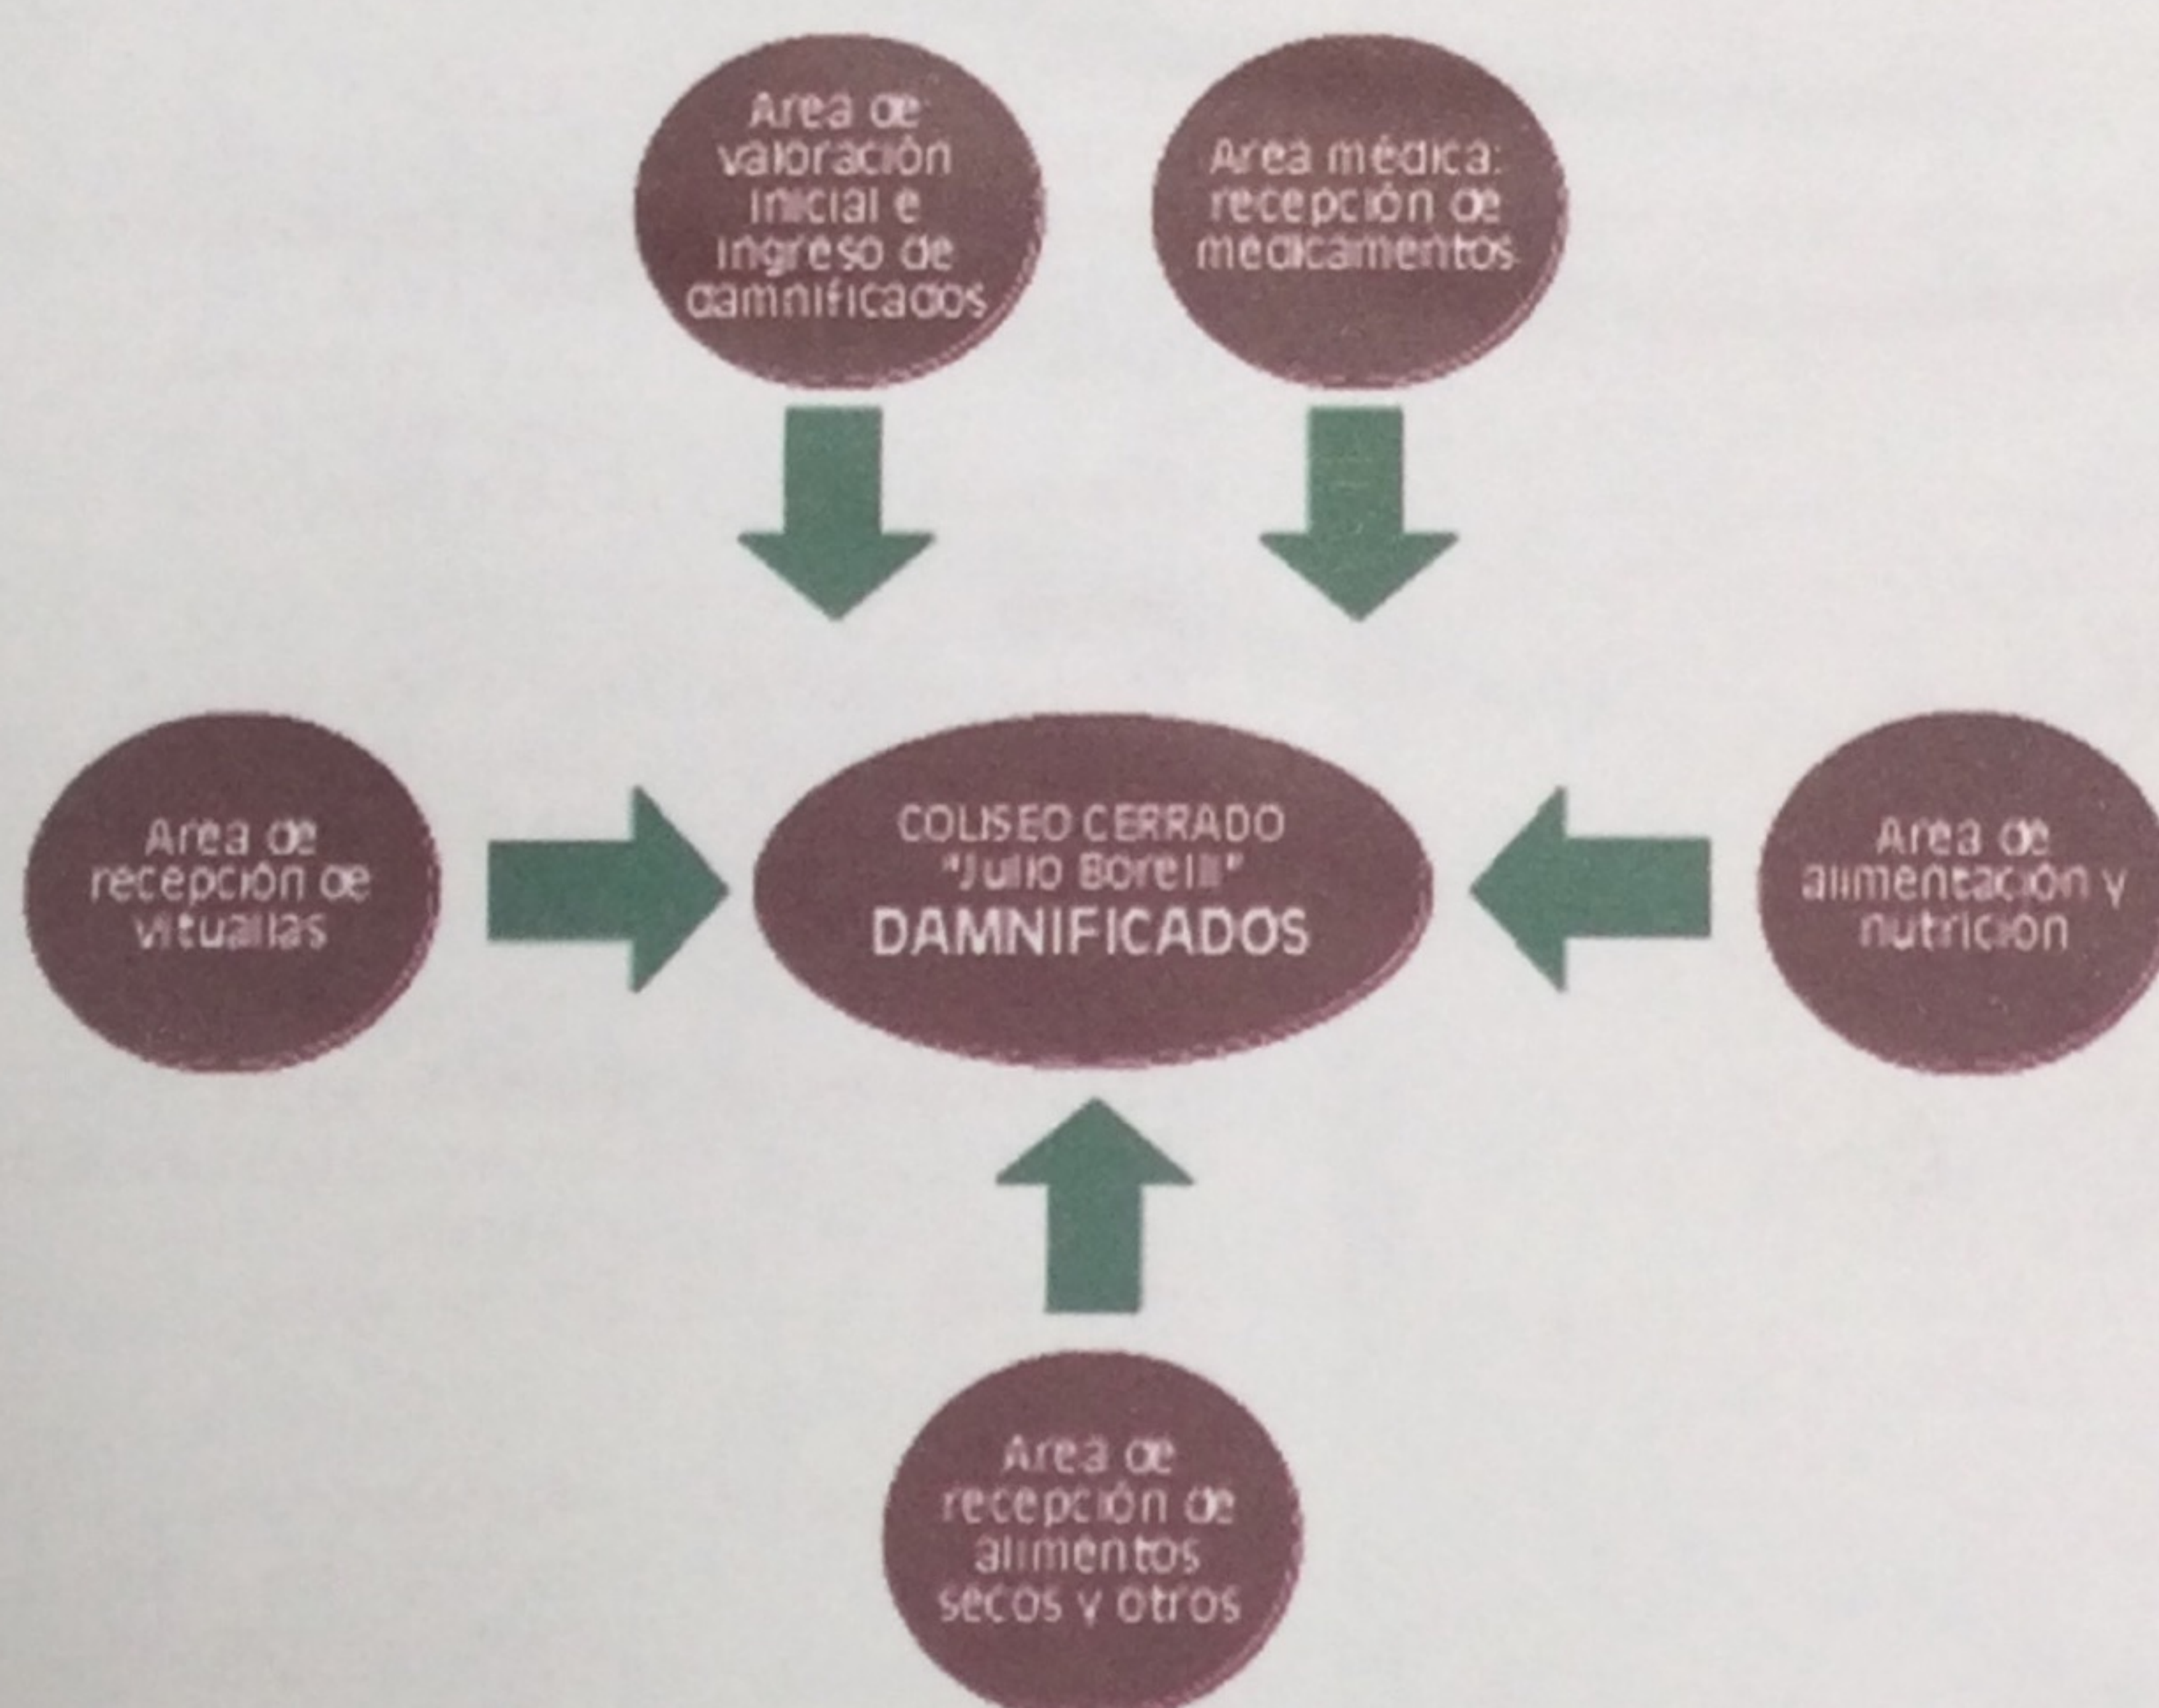 Area de
valoración
inicial e
ingreso de
damnificados
Area médica:
recepción de
medicamentos
Area de
recepción de
vituallas
COLISEO CERRADO
"Julio Borelli"
DAMNIFICADOS
Area de
alimentación y
nutrición
Area de
recepción de
alimentos
secos y otros